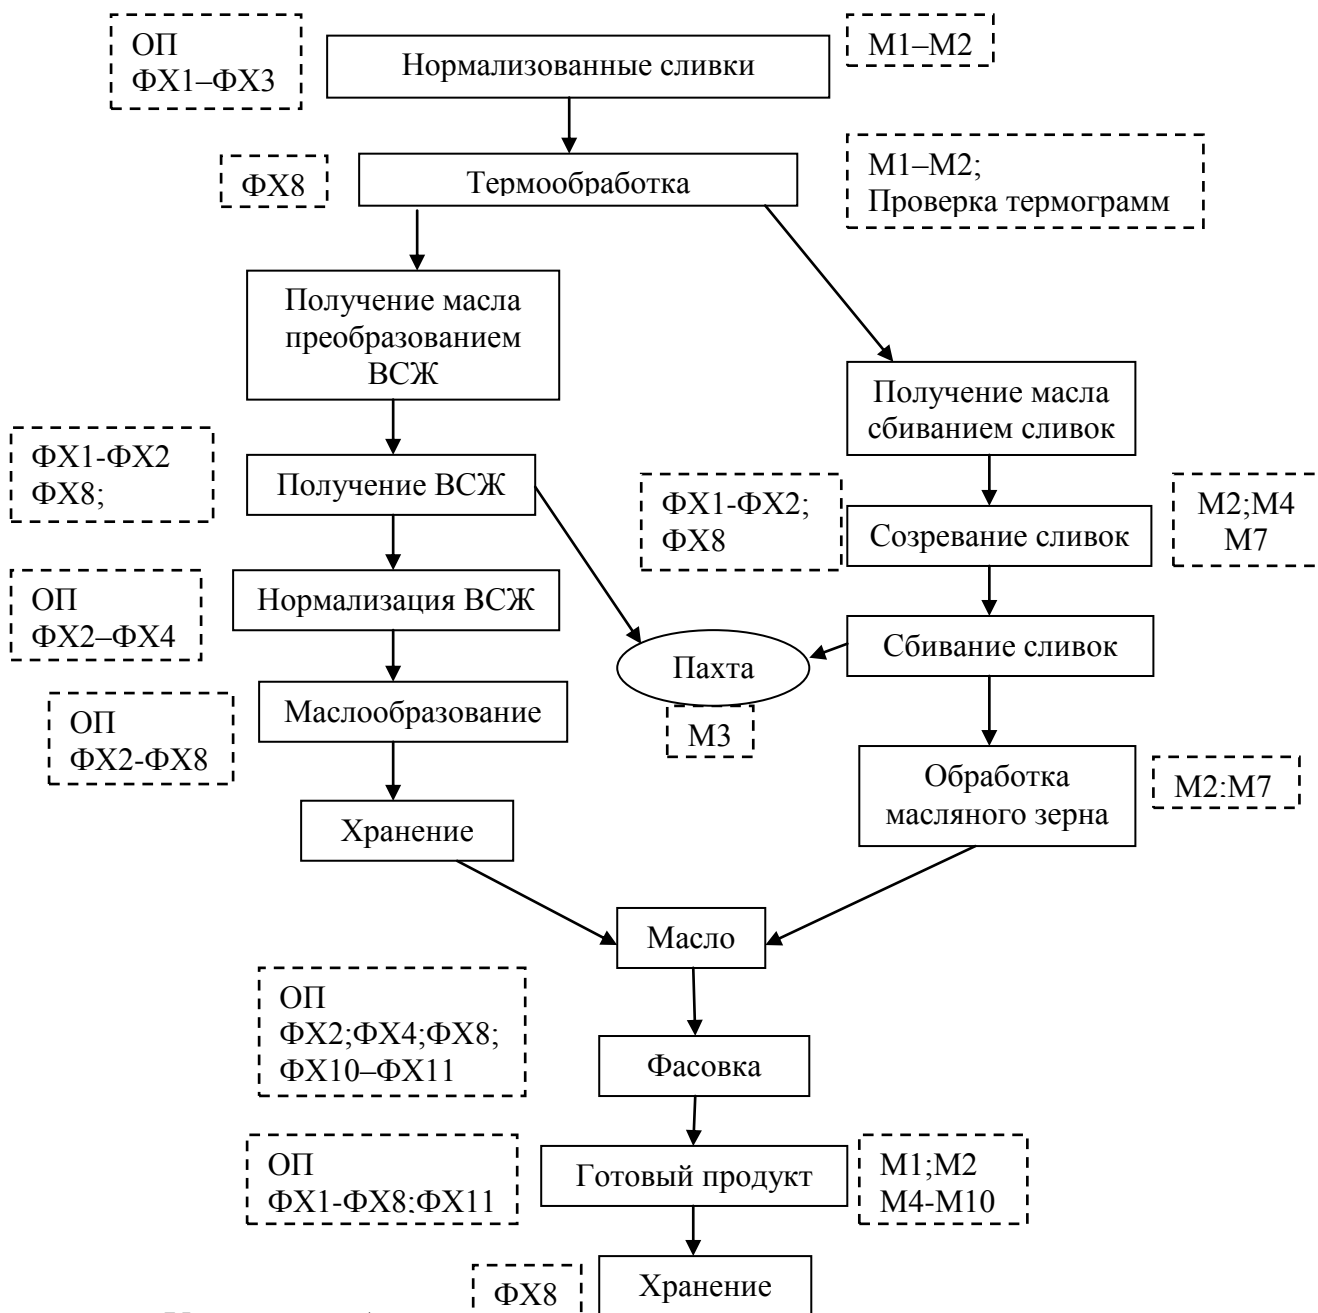 ОП
ФХ1–ФХ3
Нормализованные сливки
М1–М2
ФХ8
Термообработка
М1–М2;
Проверка термограмм
Получение масла
преобразованием
ВСЖ
Получение масла
сбиванием сливок
ФХ1-ФХ2
ФХ8;
Получение ВСЖ
ФХ1-ФХ2;
ФХ8
Созревание сливок
М2;М4
М7
ОП
ФХ2–ФХ4
Нормализация ВСЖ
Пахта
Сбивание сливок
ОП
ФХ2-ФХ8
Маслообразование
М3
Обработка
масляного зерна
М2;М7
Хранение
Масло
ОП
ФХ2;ФХ4;ФХ8;
ФХ10–ФХ11
Фасовка
ОП
ФХ1-ФХ8;ФХ11
Готовый продукт
М1;М2
М4-М10
ФХ8
Хранение